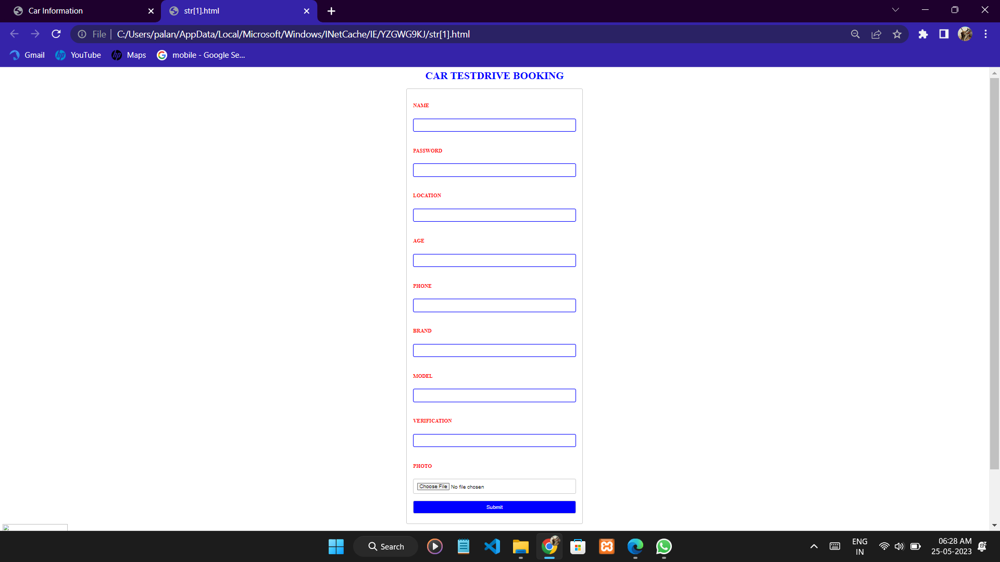 Car Information
str[1].html
File
C:/Users/palan/AppData/Local/Microsoft/Windows/INetCache/IE/YZGWG9KJ/str[1].html
Gmail
YouTube
Maps
mobile - Google Se...
CAR TESTDRIVE BOOKING
NAME
PASSWORD
LOCATION
AGE
PHONE
BRAND
MODEL
VERIFICATION
PHOTO
Choose File No file chosen
Submit
Search
ENG
IN
06:28 AM
25-05-2023